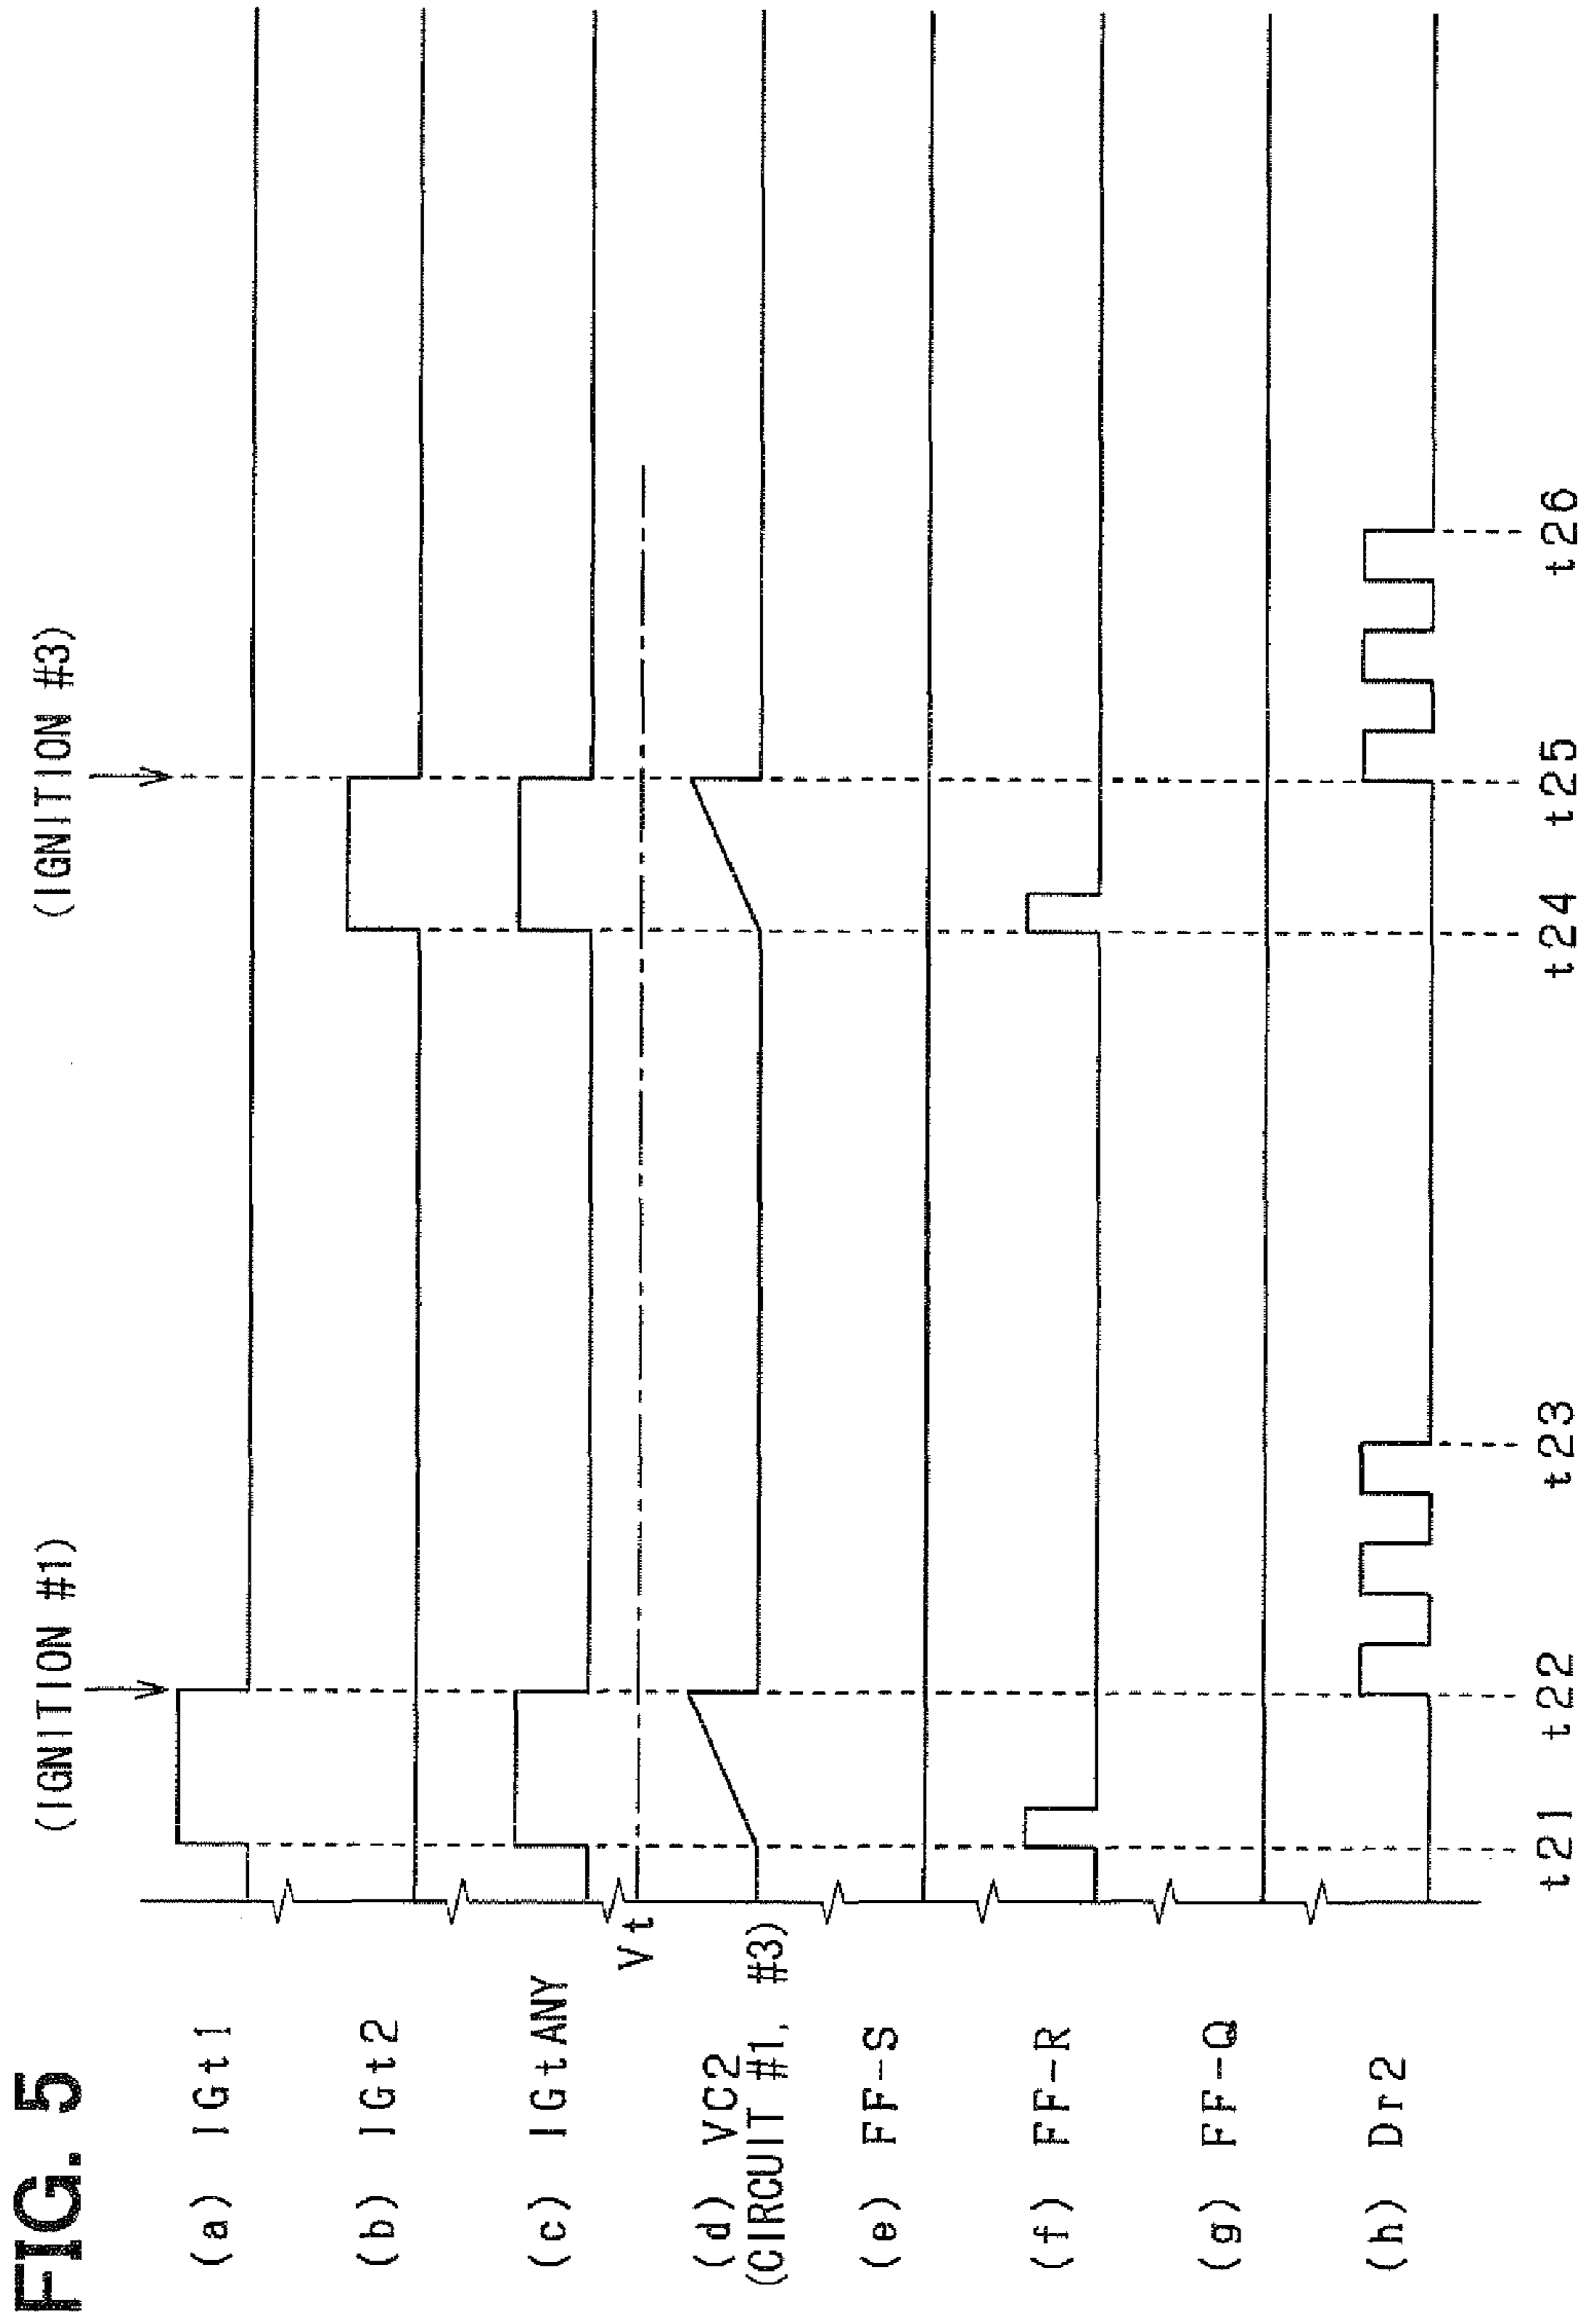 FIG. 5
(IGNITION #1)
(IGNITION #3)
(a) IGt1
(b) IGt2
(c) IGtANY
Vt
(d) VC2
(CIRCUIT #1, #3)
(e) FF-S
(f) FF-R
(g) FF-Q
(h) Dr2
t21 t22 t23 t24 t25 t26